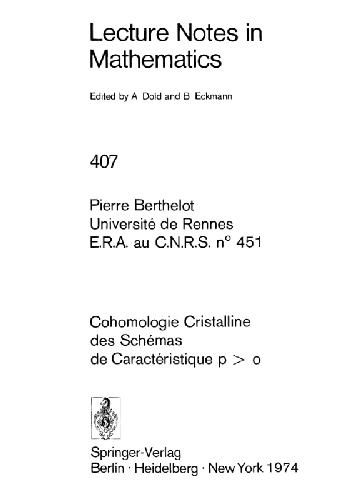 Lecture Notes in
Mathematics
Edited by A Dold and B Eckmann
407
Pierre Berthelot
Université de Rennes
E.R.A. au C.N.R.S. n° 451
Cohomologie Cristalline
des Schémas
de Caractéristique p > o
Springer-Verlag
Berlin · Heidelberg · New York 1974